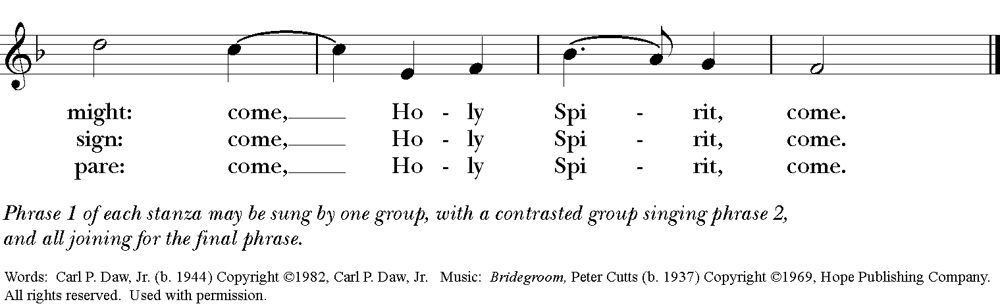 might: come,____ Ho - ly Spi - rit, come.
sign: come,____ Ho - ly Spi - rit, come.
pare: come,____ Ho - ly Spi - rit, come.
Phrase 1 of each stanza may be sung by one group, with a contrasted group singing phrase 2,
and all joining for the final phrase.
Words: Carl P. Daw, Jr. (b. 1944) Copyright ©1982, Carl P. Daw, Jr. Music: Bridegroom, Peter Cutts (b. 1937) Copyright ©1969, Hope Publishing Company.
All rights reserved. Used with permission.